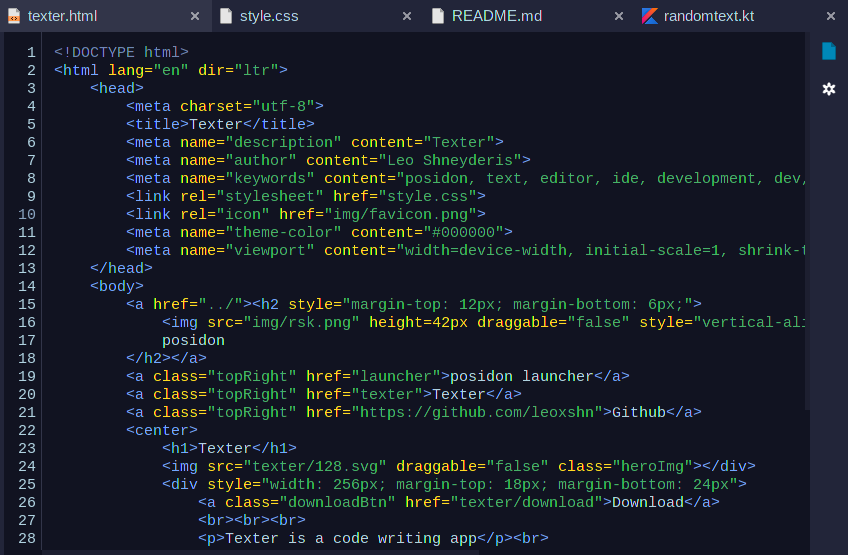 texter.html × style.css × README.md × randomtext.kt ×
1 <!DOCTYPE html>
2 <html lang="en" dir="ltr">
3 <head>
4 <meta charset="utf-8">
5 <title>Texter</title>
6 <meta name="description" content="Texter">
7 <meta name="author" content="Leo Shneyderis">
8 <meta name="keywords" content="posidon, text, editor, ide, development, dev,
9 <link rel="stylesheet" href="style.css">
10 <link rel="icon" href="img/favicon.png">
11 <meta name="theme-color" content="#000000">
12 <meta name="viewport" content="width=device-width, initial-scale=1, shrink-t
13 </head>
14 <body>
15 <a href="../"><h2 style="margin-top: 12px; margin-bottom: 6px;">
16 <img src="img/rsk.png" height=42px draggable="false" style="vertical-ali
17 posidon
18 </h2></a>
19 <a class="topRight" href="launcher">posidon launcher</a>
20 <a class="topRight" href="texter">Texter</a>
21 <a class="topRight" href="https://github.com/leoxshn">Github</a>
22 <center>
23 <h1>Texter</h1>
24 <img src="texter/128.svg" draggable="false" class="heroImg"></div>
25 <div style="width: 256px; margin-top: 18px; margin-bottom: 24px">
26 <a class="downloadBtn" href="texter/download">Download</a>
27 <br><br><br>
28 <p>Texter is a code writing app</p><br>